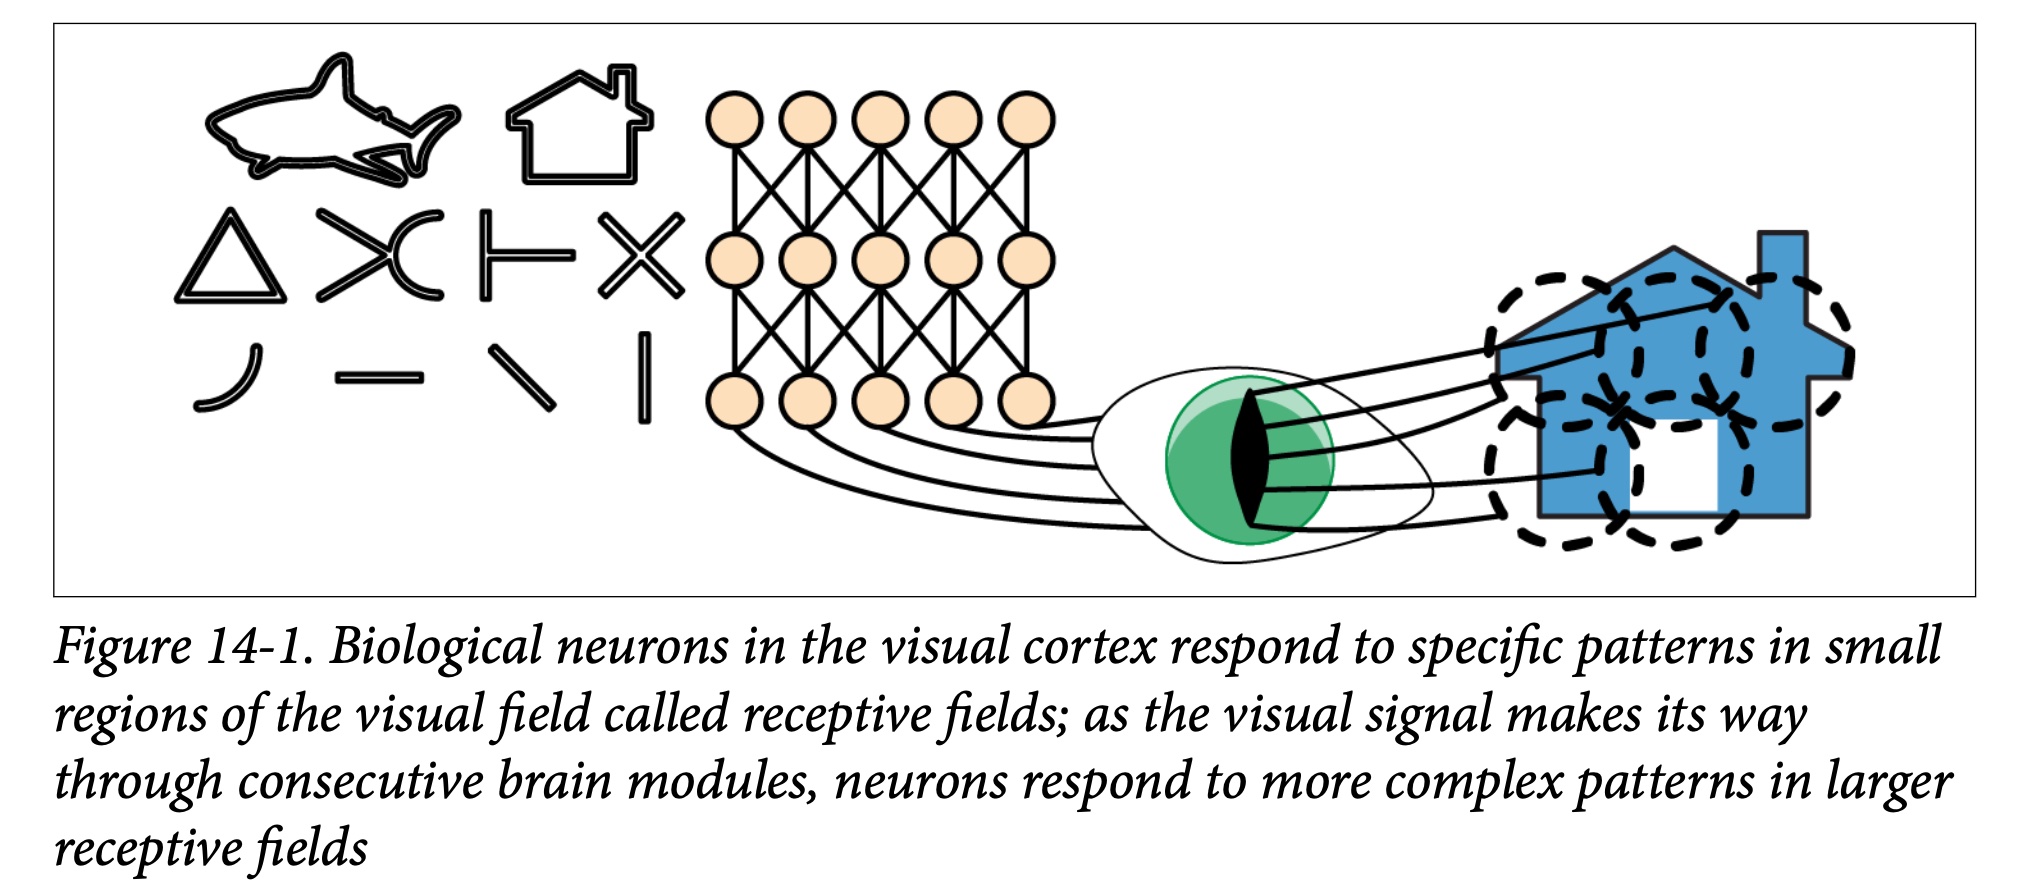 Figure 14-1. Biological neurons in the visual cortex respond to specific patterns in small
regions of the visual field called receptive fields; as the visual signal makes its way
through consecutive brain modules, neurons respond to more complex patterns in larger
receptive fields